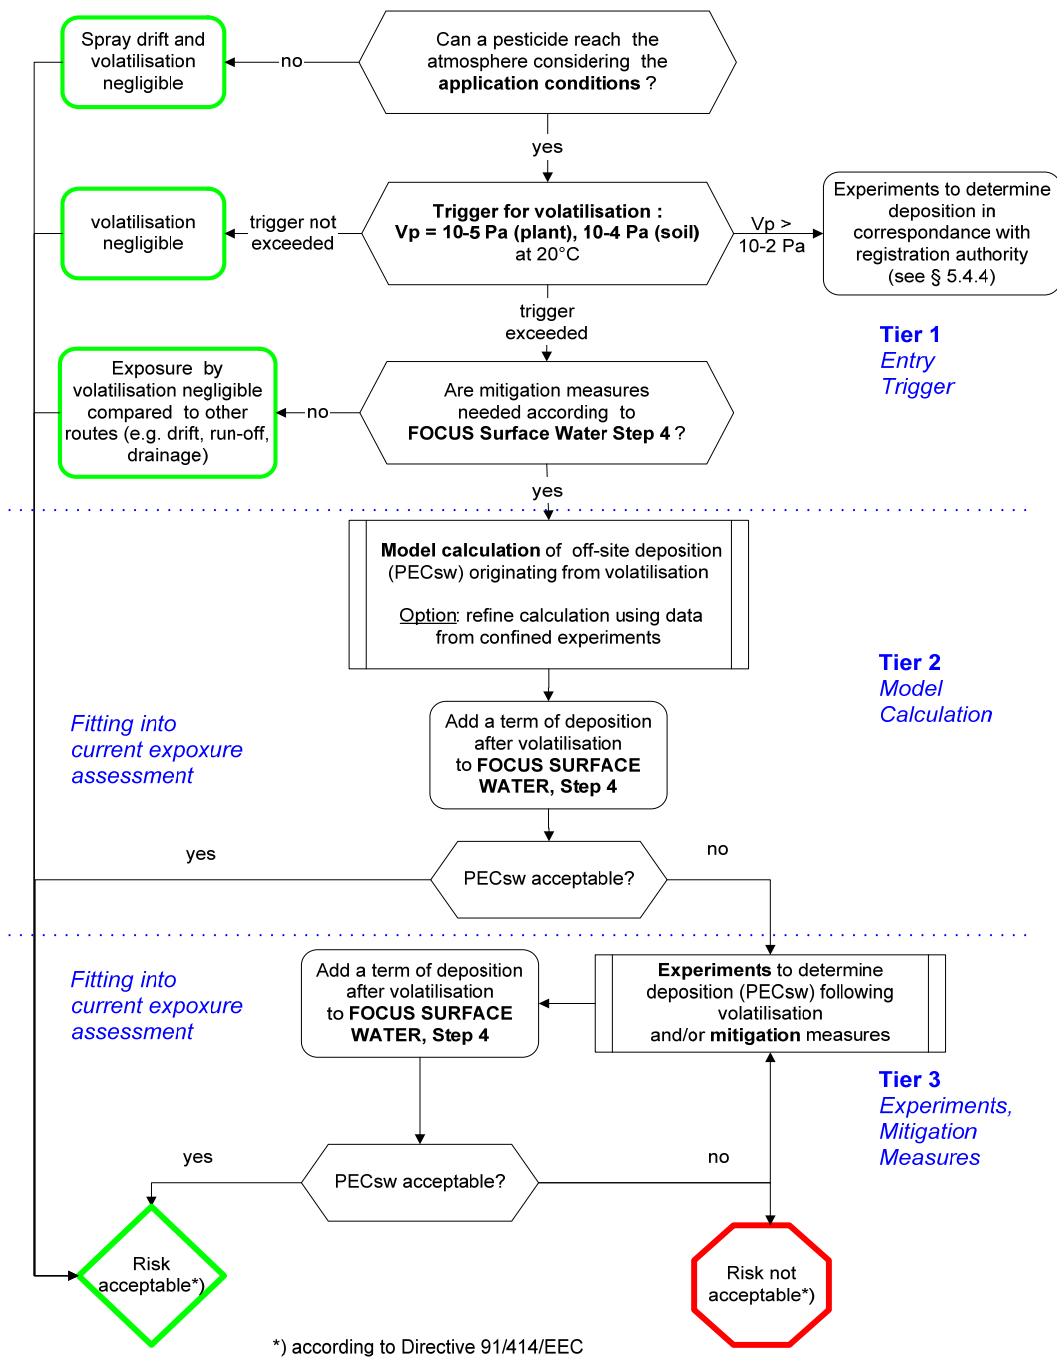 Spray drift and
volatilisation
negligible
no
Can a pesticide reach the
atmosphere considering the
application conditions ?
yes
volatilisation
negligible
trigger not
exceeded
Trigger for volatilisation :
Vp = 10-5 Pa (plant), 10-4 Pa (soil)
at 20°C
Vp >
10-2 Pa
Experiments to determine
deposition in
correspondance with
registration authority
(see § 5.4.4)
trigger
exceeded
Tier 1
Entry
Trigger
Exposure by
volatilisation negligible
compared to other
routes (e.g. drift, run-off,
drainage)
no
Are mitigation measures
needed according to
FOCUS Surface Water Step 4 ?
yes
Model calculation of off-site deposition
(PECsw) originating from volatilisation
Option: refine calculation using data
from confined experiments
Tier 2
Model
Calculation
Fitting into
current expoxure
assessment
Add a term of deposition
after volatilisation
to FOCUS SURFACE
WATER, Step 4
yes
PECsw acceptable?
no
Fitting into
current expoxure
assessment
Add a term of deposition
after volatilisation
to FOCUS SURFACE
WATER, Step 4
Experiments to determine
deposition (PECsw) following
volatilisation
and/or mitigation measures
Tier 3
Experiments,
Mitigation
Measures
yes
PECsw acceptable?
no
Risk
acceptable*)
Risk not
acceptable*)
*) according to Directive 91/414/EEC